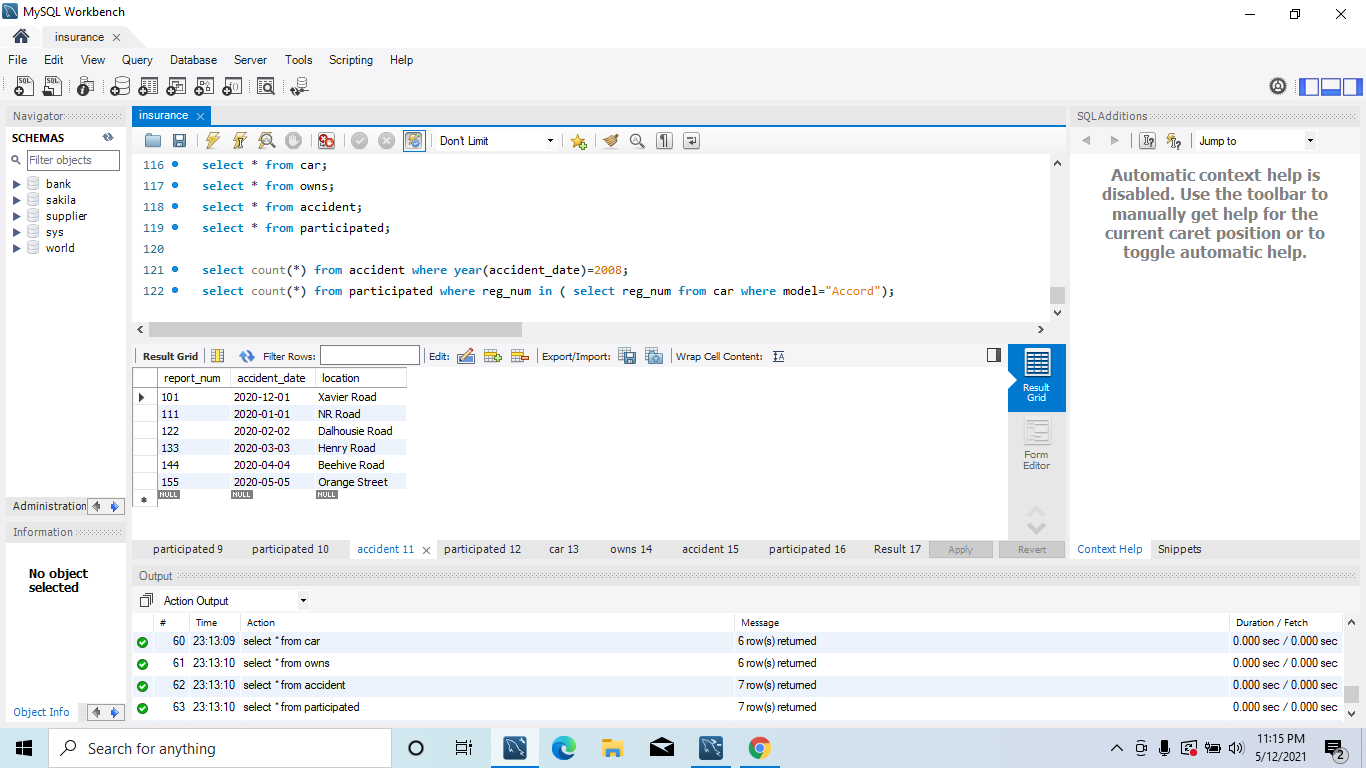 MySQL Workbench
insurance
File Edit View Query Database Server Tools Scripting Help
Navigator
SCHEMAS
Filter objects
bank
sakila
supplier
sys
world
Administration
Information
No object
selected
Object Info
insurance
Don't Limit
116 select * from car;
117 select * from owns;
118 select * from accident;
119 select * from participated;
120
121 select count(*) from accident where year(accident_date)=2008;
122 select count(*) from participated where reg_num in ( select reg_num from car where model="Accord");
Result Grid Filter Rows: Edit: Export/Import: Wrap Cell Content:
report_num accident_date location
101 2020-12-01 Xavier Road
111 2020-01-01 NR Road
122 2020-02-02 Dalhousie Road
133 2020-03-03 Henry Road
144 2020-04-04 Beehive Road
155 2020-05-05 Orange Street
NULL NULL NULL
Result
Grid
Form
Editor
participated 9 participated 10 accident 11 participated 12 car 13 owns 14 accident 15 participated 16 Result 17 Apply Revert
SQLAdditions
Jump to
Automatic context help is
disabled. Use the toolbar to
manually get help for the
current caret position or to
toggle automatic help.
Context Help Snippets
Output
Action Output
# Time Action Message Duration / Fetch
60 23:13:09 select * from car 6 row(s) returned 0.000 sec / 0.000 sec
61 23:13:10 select * from owns 6 row(s) returned 0.000 sec / 0.000 sec
62 23:13:10 select * from accident 7 row(s) returned 0.000 sec / 0.000 sec
63 23:13:10 select * from participated 7 row(s) returned 0.000 sec / 0.000 sec
Search for anything
11:15 PM
5/12/2021
2